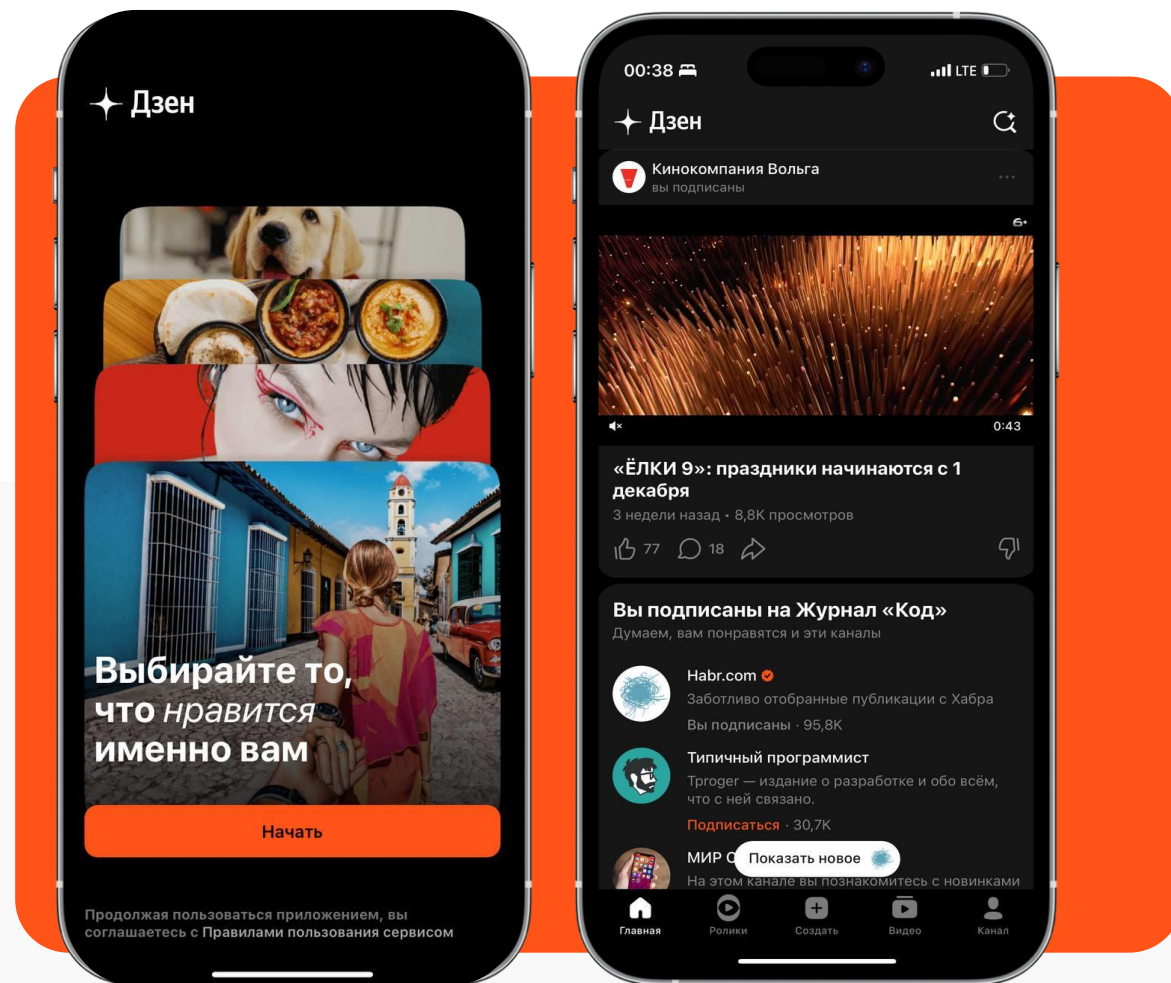 Дзен
Выбирайте то,
что нравится
именно вам
Начать
Продолжая пользоваться приложением, вы
соглашаетесь с Правилами пользования сервисом
00:38
LTE
Дзен
Кинокомпания Вольга
вы подписаны
6+
0:43
«ЁЛКИ 9»: праздники начинаются с 1
декабря
3 недели назад • 8,8K просмотров
77 18
Вы подписаны на Журнал «Код»
Думаем, вам понравятся и эти каналы
Habr.com
Заботливо отобранные публикации с Хабра
Вы подписаны · 95,8K
Типичный программист
Tproger — издание о разработке и обо всём,
что с ней связано.
Подписаться · 30,7K
МИР
Показать новое
На этом канале вы познакомитесь с новинками
Главная Ролики Создать Видео Канал